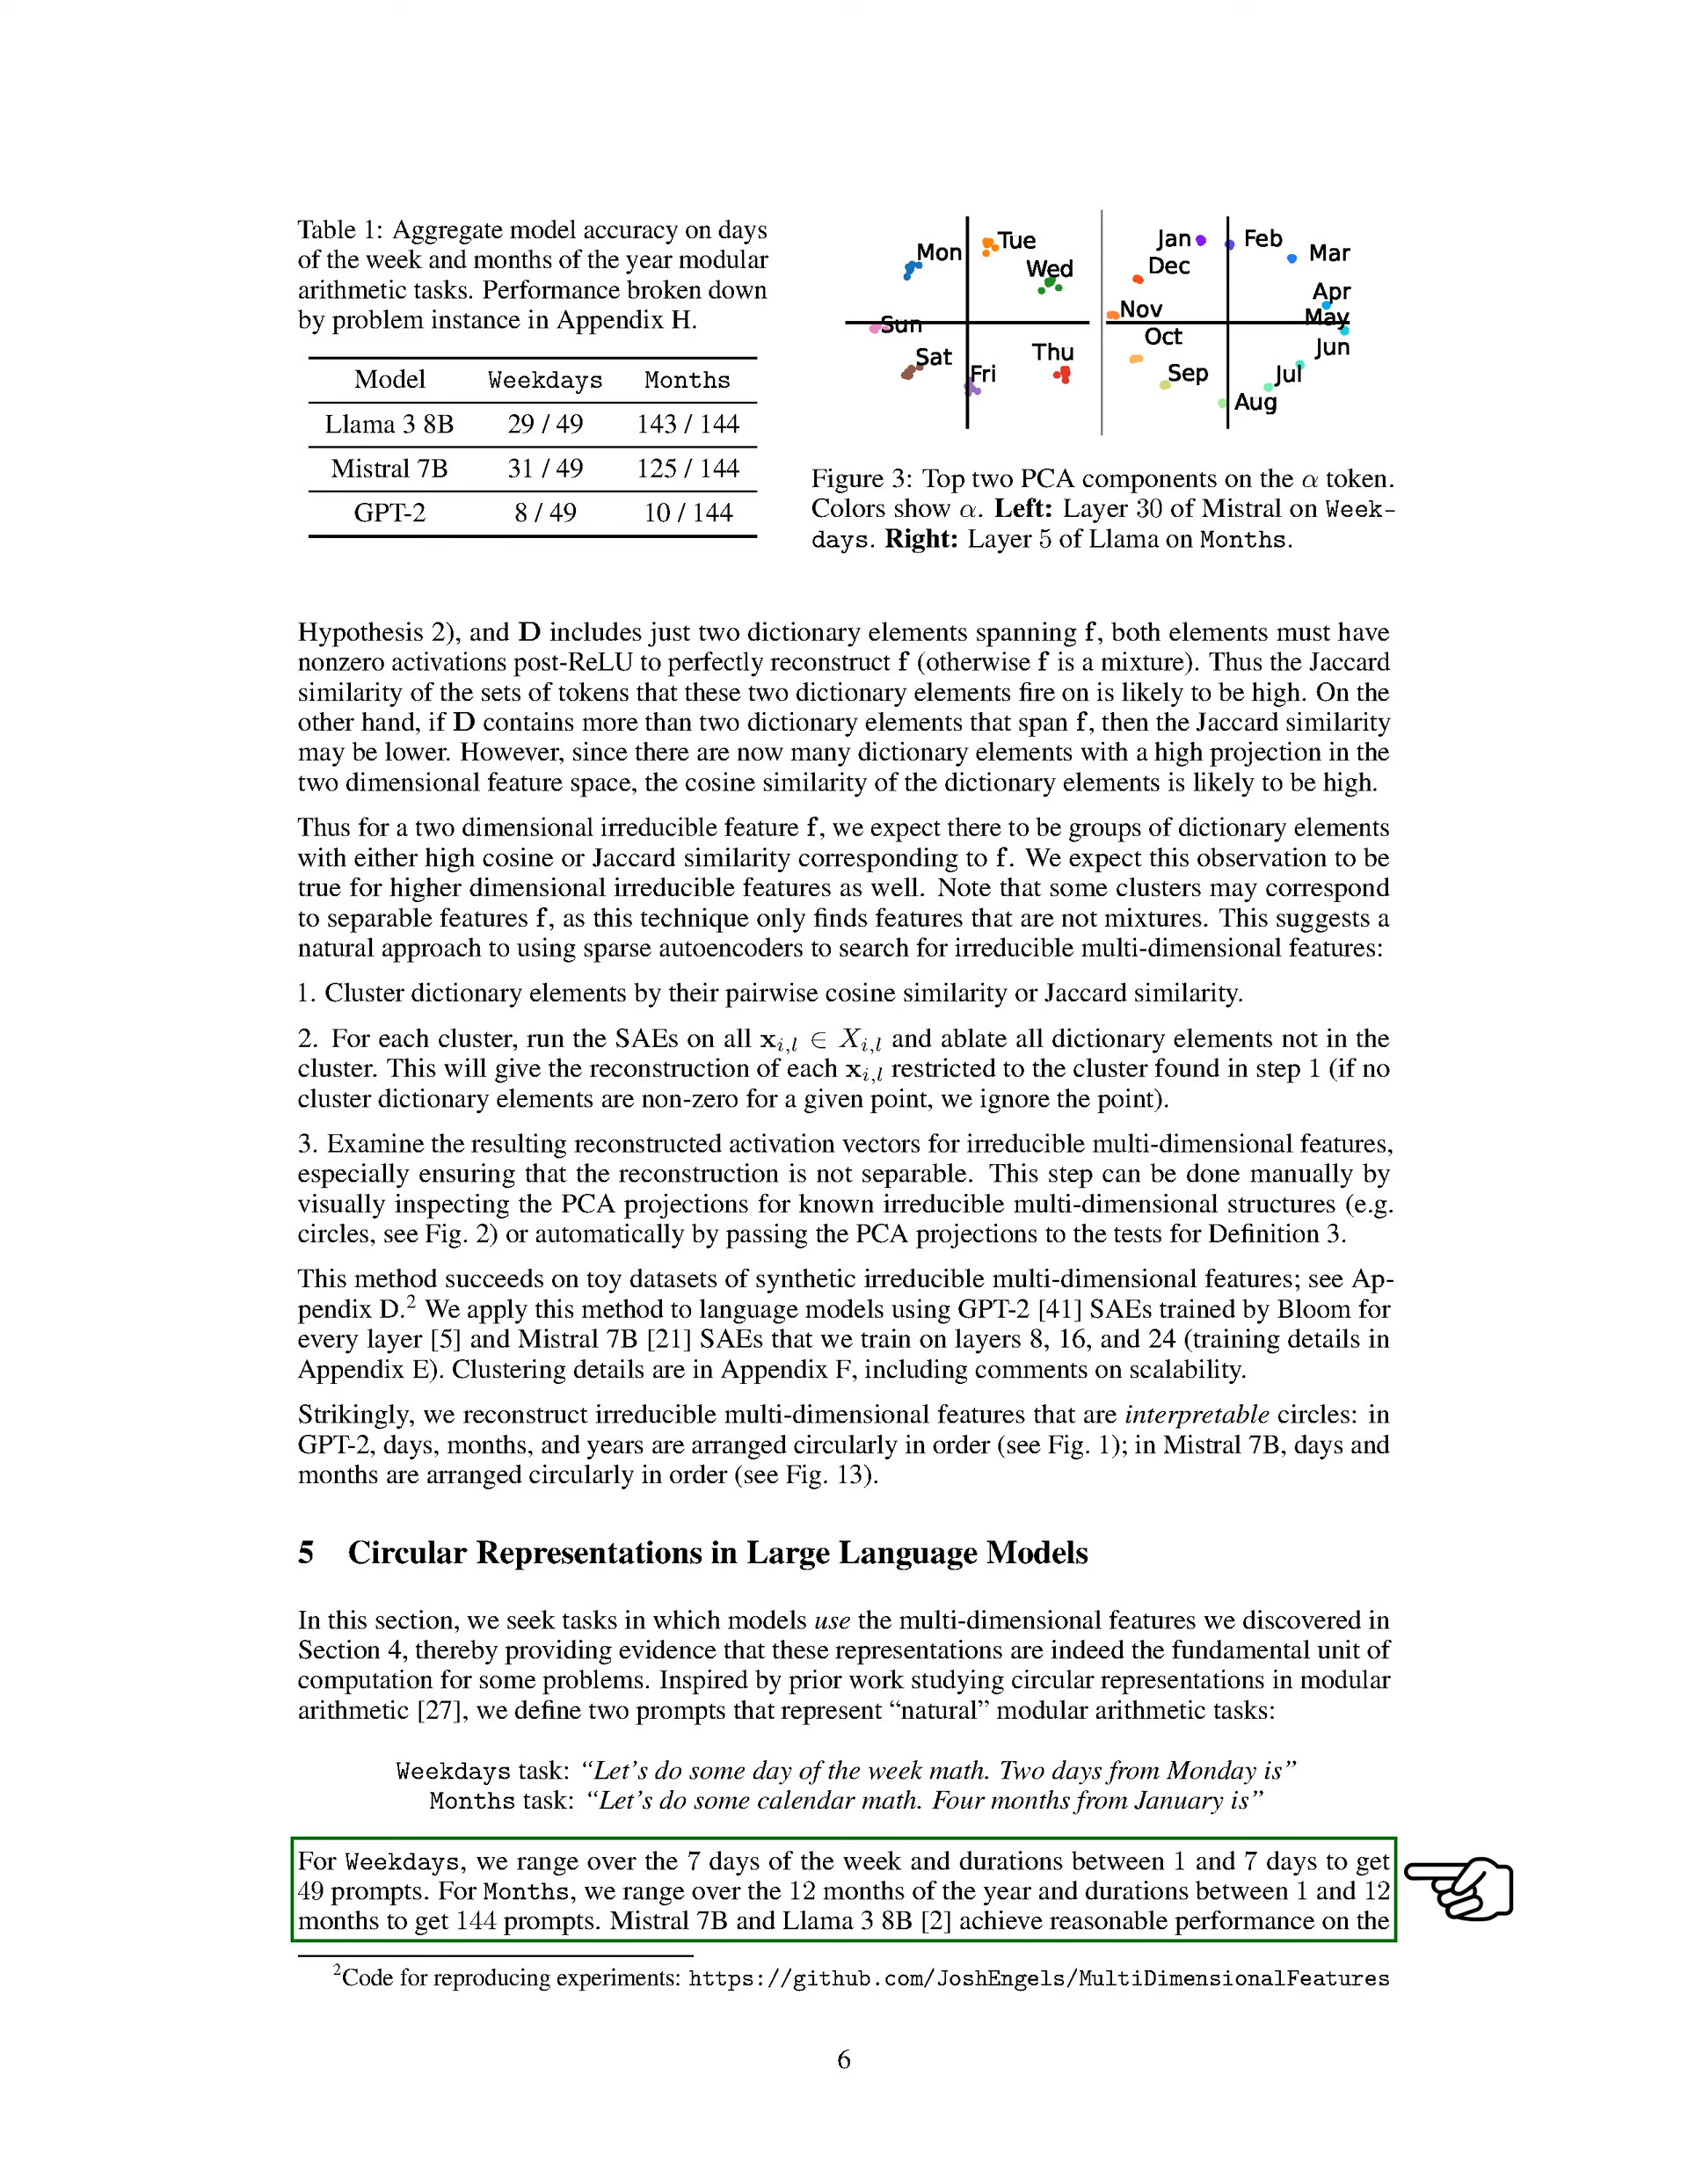 Table 1: Aggregate model accuracy on days
of the week and months of the year modular
arithmetic tasks. Performance broken down
by problem instance in Appendix H.
Model Weekdays Months
Llama 3 8B 29 / 49 143 / 144
Mistral 7B 31 / 49 125 / 144
GPT-2 8 / 49 10 / 144
Mon Tue
Wed
Sun
Sat Thu
Fri
Jan Feb Mar
Dec
Apr
Nov May
Oct Jun
Sep Jul
Aug
Figure 3: Top two PCA components on the α token.
Colors show α. Left: Layer 30 of Mistral on Week-
days. Right: Layer 5 of Llama on Months.
Hypothesis 2), and D includes just two dictionary elements spanning f, both elements must have
nonzero activations post-ReLU to perfectly reconstruct f (otherwise f is a mixture). Thus the Jaccard
similarity of the sets of tokens that these two dictionary elements fire on is likely to be high. On the
other hand, if D contains more than two dictionary elements that span f, then the Jaccard similarity
may be lower. However, since there are now many dictionary elements with a high projection in the
two dimensional feature space, the cosine similarity of the dictionary elements is likely to be high.
Thus for a two dimensional irreducible feature f, we expect there to be groups of dictionary elements
with either high cosine or Jaccard similarity corresponding to f. We expect this observation to be
true for higher dimensional irreducible features as well. Note that some clusters may correspond
to separable features f, as this technique only finds features that are not mixtures. This suggests a
natural approach to using sparse autoencoders to search for irreducible multi-dimensional features:
1. Cluster dictionary elements by their pairwise cosine similarity or Jaccard similarity.
2. For each cluster, run the SAEs on all x_{i,l} ∈ X_{i,l} and ablate all dictionary elements not in the
cluster. This will give the reconstruction of each x_{i,l} restricted to the cluster found in step 1 (if no
cluster dictionary elements are non-zero for a given point, we ignore the point).
3. Examine the resulting reconstructed activation vectors for irreducible multi-dimensional features,
especially ensuring that the reconstruction is not separable. This step can be done manually by
visually inspecting the PCA projections for known irreducible multi-dimensional structures (e.g.
circles, see Fig. 2) or automatically by passing the PCA projections to the tests for Definition 3.
This method succeeds on toy datasets of synthetic irreducible multi-dimensional features; see Ap-
pendix D.² We apply this method to language models using GPT-2 [41] SAEs trained by Bloom for
every layer [5] and Mistral 7B [21] SAEs that we train on layers 8, 16, and 24 (training details in
Appendix E). Clustering details are in Appendix F, including comments on scalability.
Strikingly, we reconstruct irreducible multi-dimensional features that are interpretable circles: in
GPT-2, days, months, and years are arranged circularly in order (see Fig. 1); in Mistral 7B, days and
months are arranged circularly in order (see Fig. 13).
5 Circular Representations in Large Language Models
In this section, we seek tasks in which models use the multi-dimensional features we discovered in
Section 4, thereby providing evidence that these representations are indeed the fundamental unit of
computation for some problems. Inspired by prior work studying circular representations in modular
arithmetic [27], we define two prompts that represent “natural” modular arithmetic tasks:
Weekdays task: “Let’s do some day of the week math. Two days from Monday is”
Months task: “Let’s do some calendar math. Four months from January is”
For Weekdays, we range over the 7 days of the week and durations between 1 and 7 days to get
49 prompts. For Months, we range over the 12 months of the year and durations between 1 and 12
months to get 144 prompts. Mistral 7B and Llama 3 8B [2] achieve reasonable performance on the
²Code for reproducing experiments: https://github.com/JoshEngels/MultiDimensionalFeatures
6